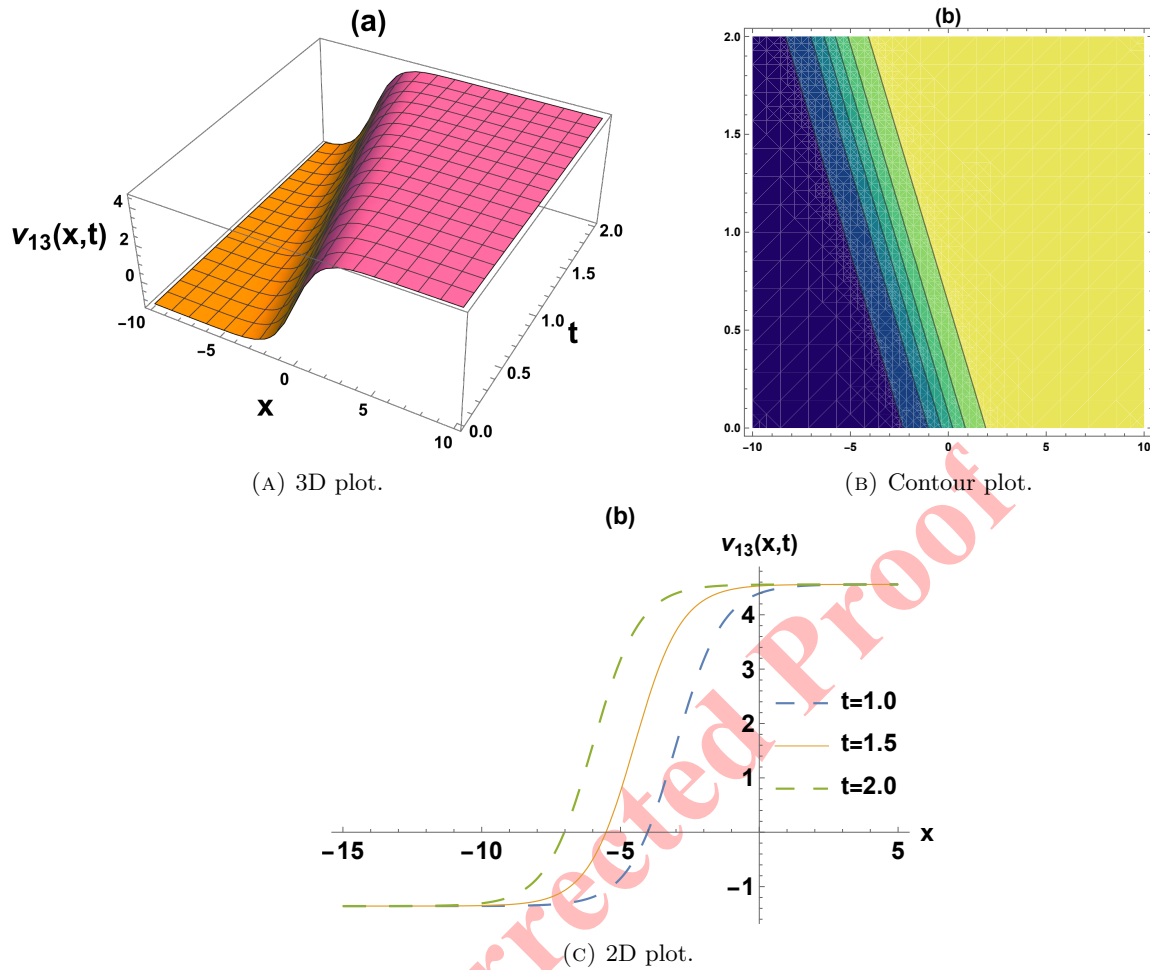 (a)
v13(x,t)
4
2
0
−10
−5
0
5
10
x
0.0
0.5
1.0
1.5
2.0
t
(A) 3D plot.
(b)
2.0
1.5
1.0
0.5
0.0
−10 −5 0 5 10
(B) Contour plot.
(b)
v13(x,t)
4
3
2
1
−1
−15 −10 −5 5
x
t=1.0
t=1.5
t=2.0
(C) 2D plot.
rrected Proof